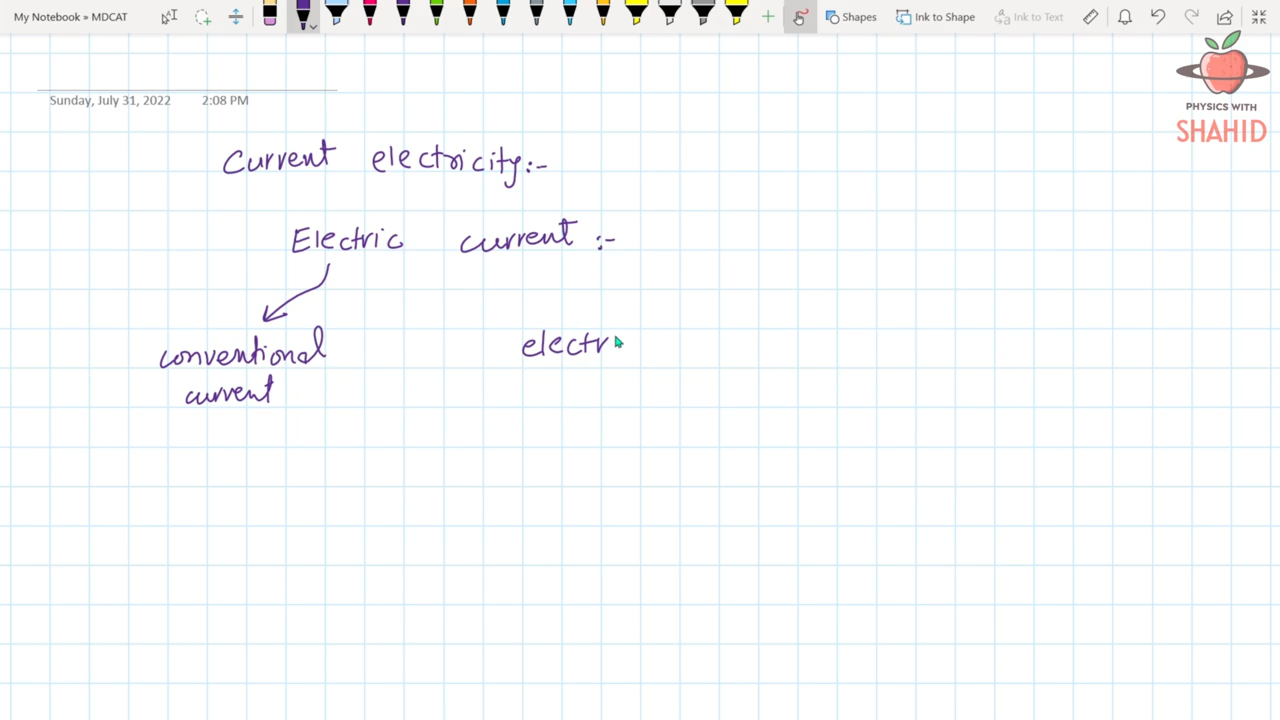 My Notebook » MDCAT
Shapes
Ink to Shape
Ink to Text
PHYSICS WITH
SHAHID
Sunday, July 31, 2022 2:08 PM
Current electricity:-
Electric current :-
conventional
current
electr